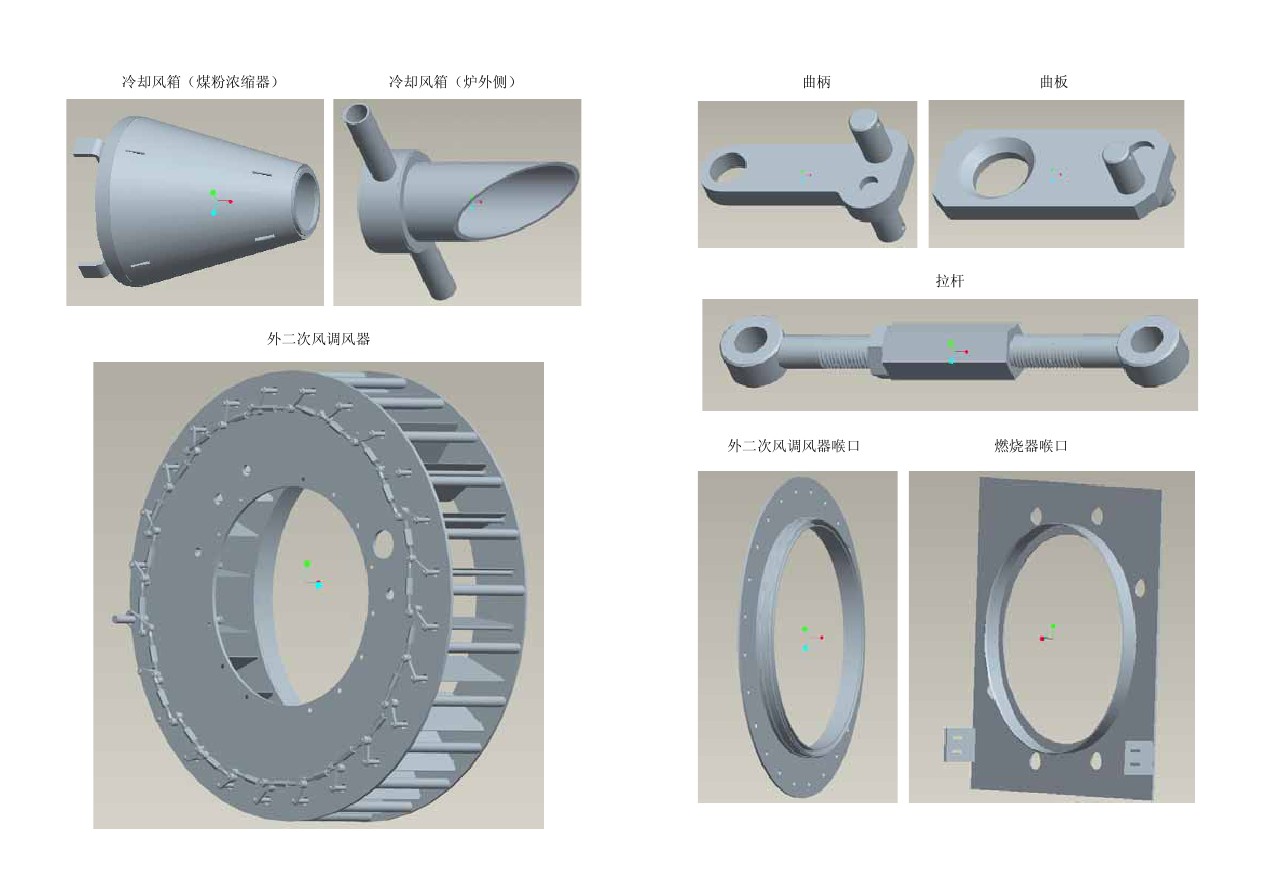 冷却风箱（煤粉浓缩器）
冷却风箱（炉外侧）
外二次风调风器
曲柄
曲板
拉杆
外二次风调风器喉口
燃烧器喉口